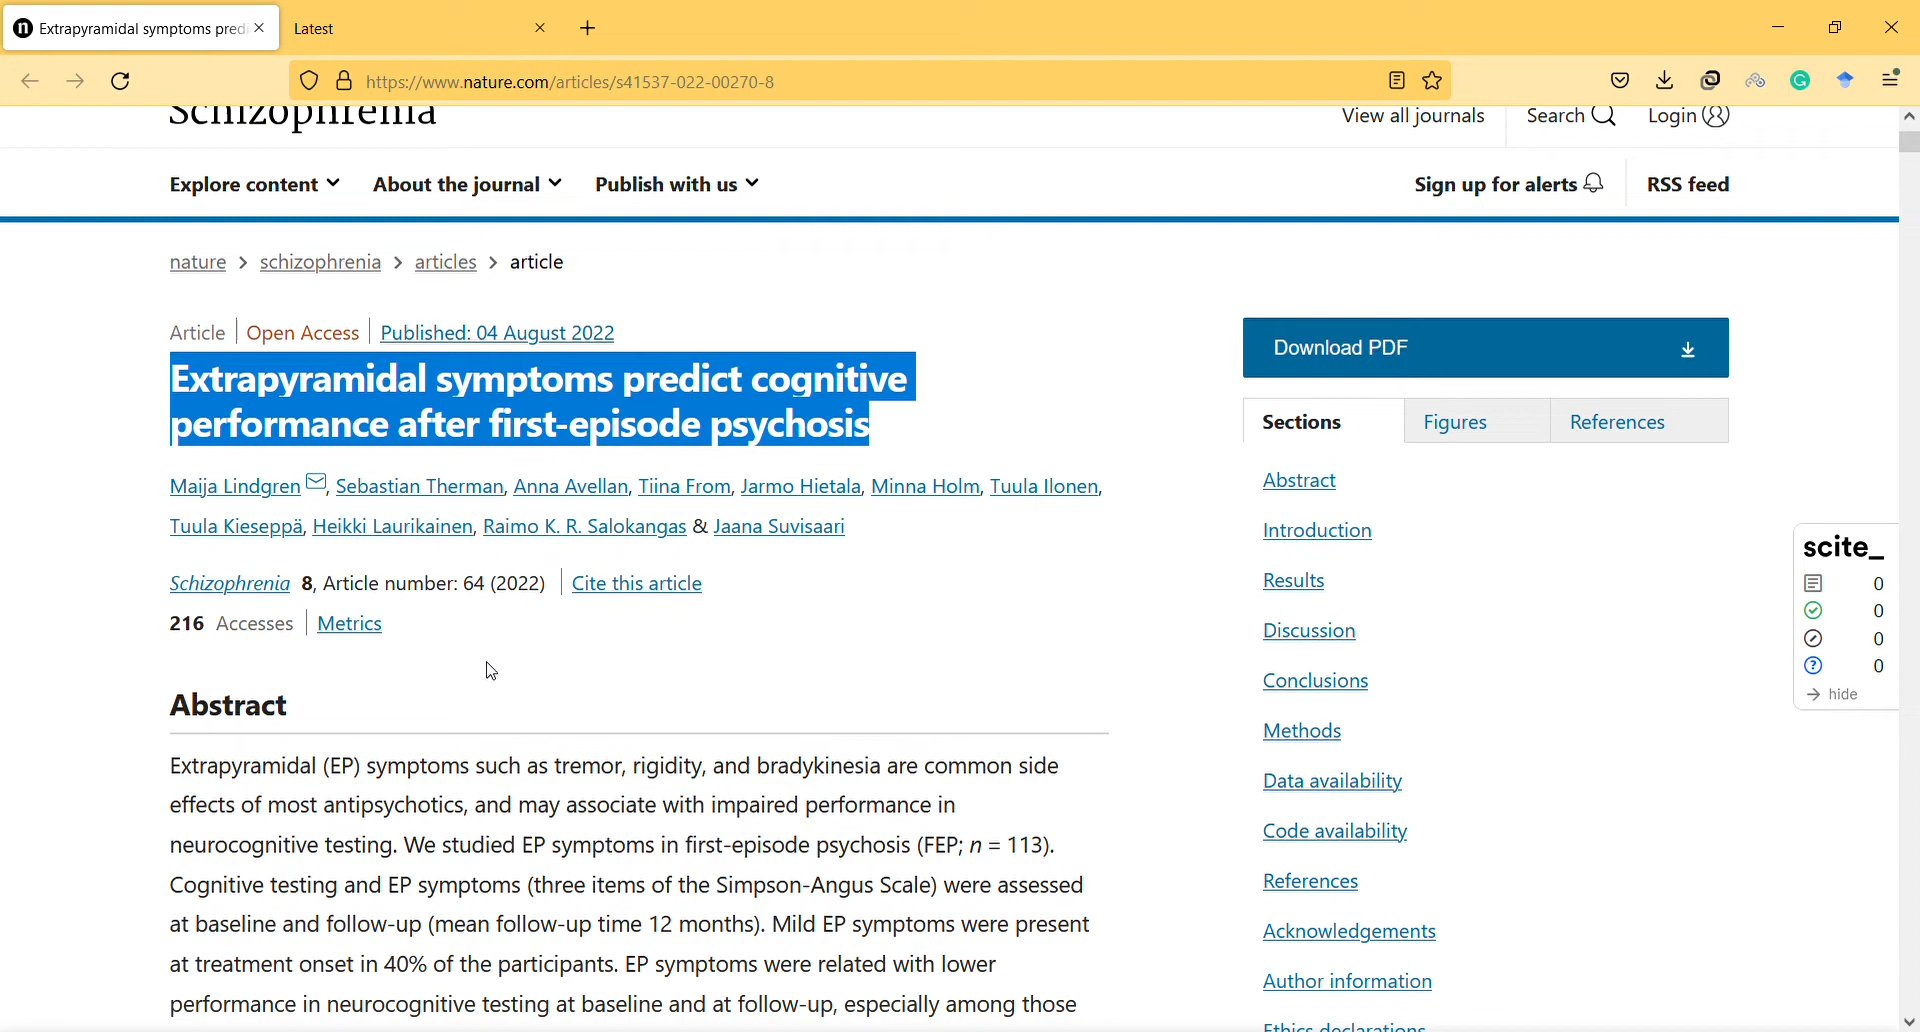 Extrapyramidal symptoms pred
Latest
https://www.nature.com/articles/s41537-022-00270-8
Schizophrenia
View all journals
Search
Login
Explore content
About the journal
Publish with us
Sign up for alerts
RSS feed
nature > schizophrenia > articles > article
Article | Open Access | Published: 04 August 2022
Extrapyramidal symptoms predict cognitive
performance after first-episode psychosis
Maija Lindgren, Sebastian Therman, Anna Avellan, Tiina From, Jarmo Hietala, Minna Holm, Tuula Ilonen,
Tuula Kieseppä, Heikki Laurikainen, Raimo K. R. Salokangas & Jaana Suvisaari
Schizophrenia 8, Article number: 64 (2022) | Cite this article
216 Accesses | Metrics
Abstract
Extrapyramidal (EP) symptoms such as tremor, rigidity, and bradykinesia are common side
effects of most antipsychotics, and may associate with impaired performance in
neurocognitive testing. We studied EP symptoms in first-episode psychosis (FEP; n = 113).
Cognitive testing and EP symptoms (three items of the Simpson-Angus Scale) were assessed
at baseline and follow-up (mean follow-up time 12 months). Mild EP symptoms were present
at treatment onset in 40% of the participants. EP symptoms were related with lower
performance in neurocognitive testing at baseline and at follow-up, especially among those
Download PDF
Sections
Figures
References
Abstract
Introduction
Results
Discussion
Conclusions
Methods
Data availability
Code availability
References
Acknowledgements
Author information
Ethics declarations
scite_
0
0
0
0
hide